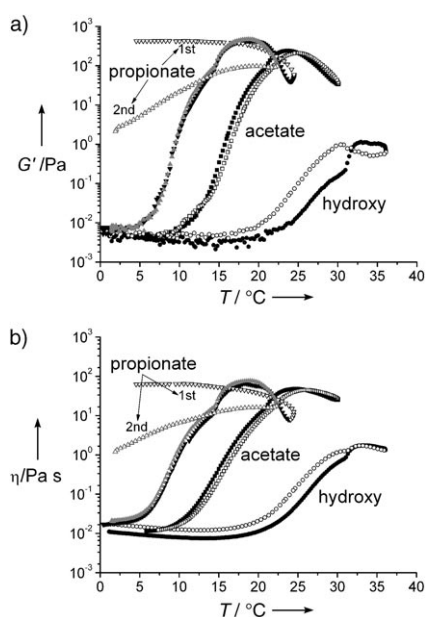 a)
10³
10²
10¹
10⁰
10⁻¹
10⁻²
10⁻³
G' /Pa
propionate
1st
2nd
acetate
hydroxy
0 5 10 15 20 25 30 35 40
T / °C
b)
10³
10²
10¹
10⁰
10⁻¹
10⁻²
10⁻³
η/Pa s
propionate
1st
2nd
acetate
hydroxy
0 5 10 15 20 25 30 35 40
T / °C